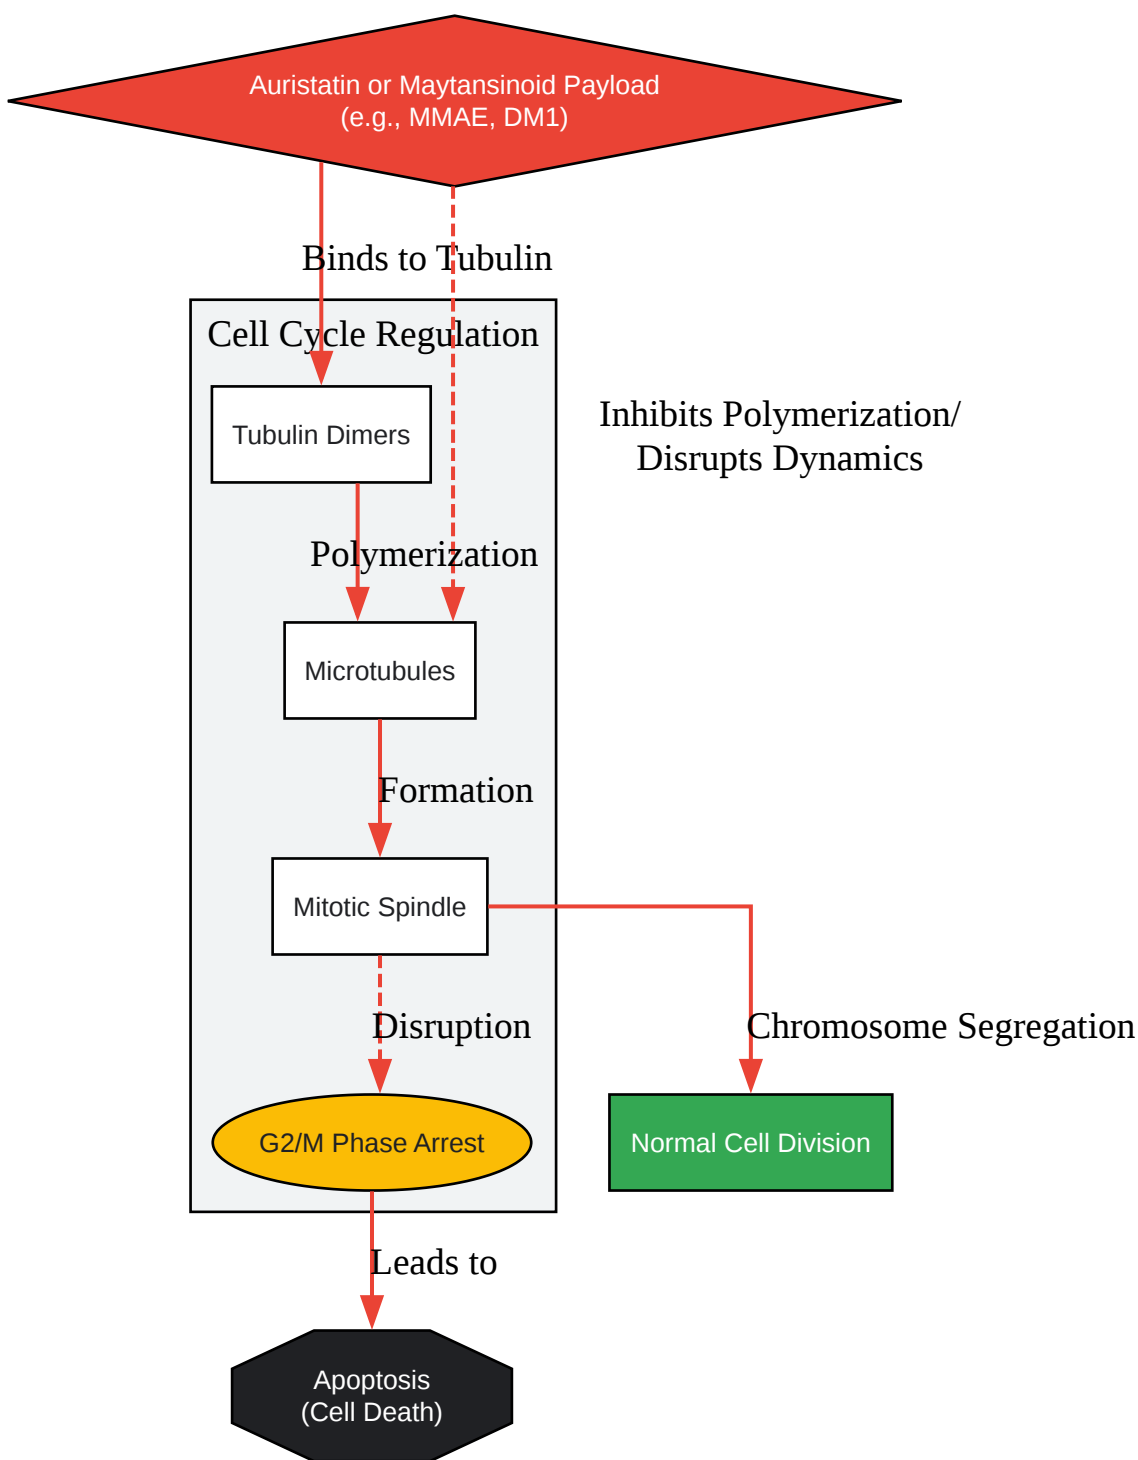 Auristatin or Maytansinoid Payload
(e.g., MMAE, DM1)
Binds to Tubulin
Cell Cycle Regulation
Tubulin Dimers
Inhibits Polymerization/
Disrupts Dynamics
Polymerization
Microtubules
Formation
Mitotic Spindle
Disruption
Chromosome Segregation
G2/M Phase Arrest
Normal Cell Division
Leads to
Apoptosis
(Cell Death)